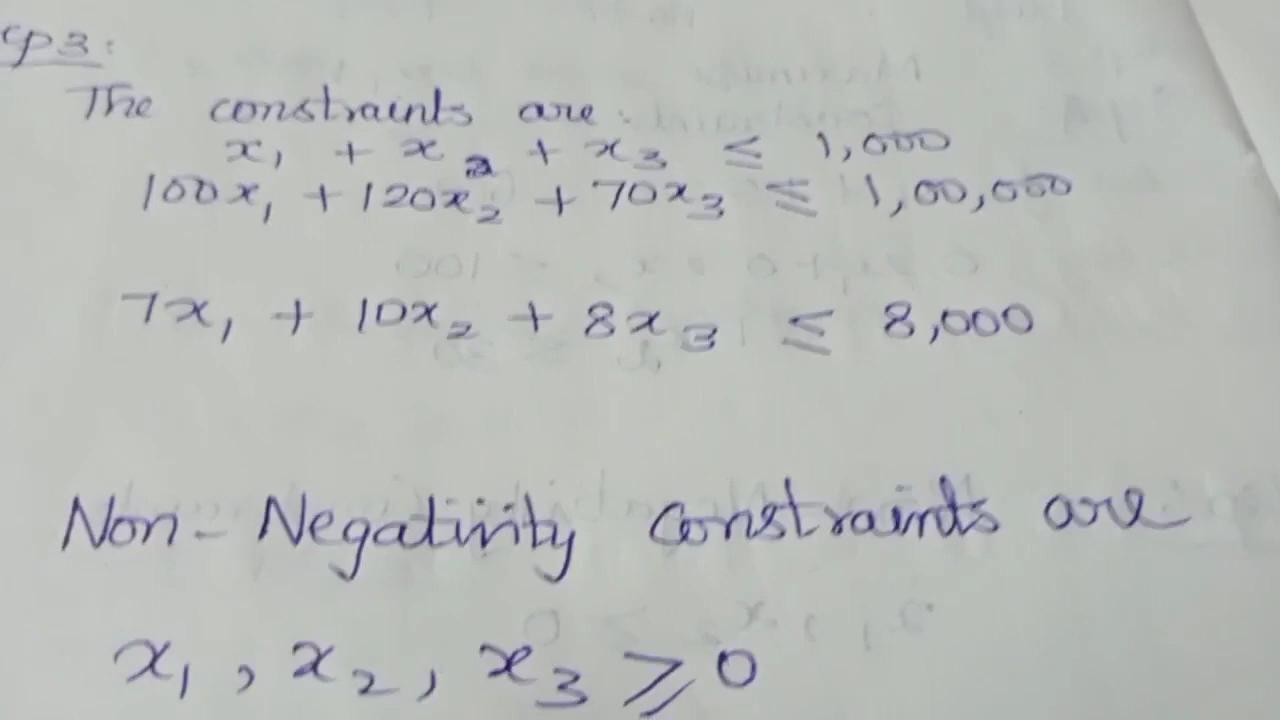 The constraints are.
x₁ + x₂ + x₃ ≤ 1,000
100x₁ + 120x₂ + 70x₃ ≤ 1,00,000
7x₁ + 10x₂ + 8x₃ ≤ 8,000
Non-Negativity constraints are
x₁, x₂, x₃ ≥ 0